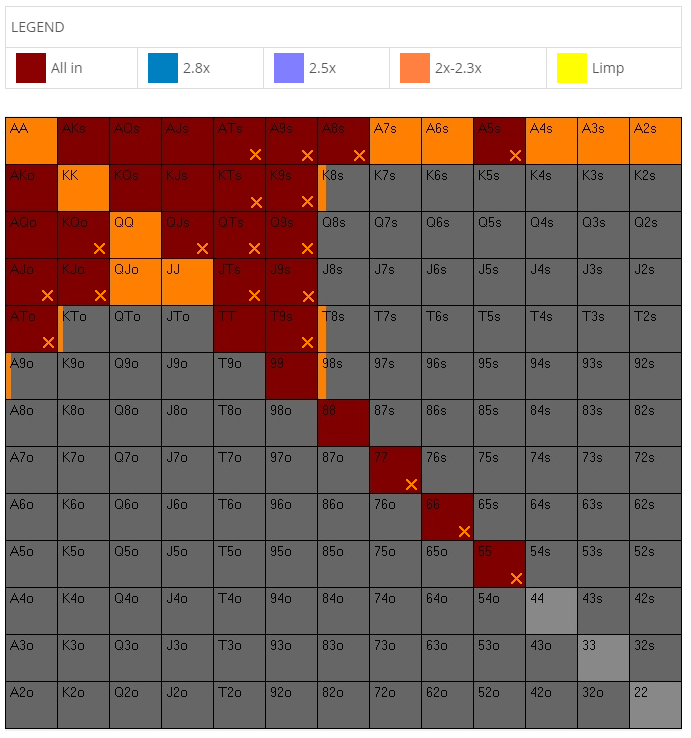 LEGEND
All in 2.8x 2.5x 2x-2.3x Limp
AA AKs AQs AJs ATs A9s A8s A7s A6s A5s A4s A3s A2s
AKo KK KQs KJs KTs K9s K8s K7s K6s K5s K4s K3s K2s
AQo KQo QQ QJs QTs Q9s Q8s Q7s Q6s Q5s Q4s Q3s Q2s
AJo KJo QJo JJ JTs J9s J8s J7s J6s J5s J4s J3s J2s
ATo KTo QTo JTo TT T9s T8s T7s T6s T5s T4s T3s T2s
A9o K9o Q9o J9o T9o 99 98s 97s 96s 95s 94s 93s 92s
A8o K8o Q8o J8o T8o 98o 88 87s 86s 85s 84s 83s 82s
A7o K7o Q7o J7o T7o 97o 87o 77 76s 75s 74s 73s 72s
A6o K6o Q6o J6o T6o 96o 86o 76o 66 65s 64s 63s 62s
A5o K5o Q5o J5o T5o 95o 85o 75o 65o 55 54s 53s 52s
A4o K4o Q4o J4o T4o 94o 84o 74o 64o 54o 44 43s 42s
A3o K3o Q3o J3o T3o 93o 83o 73o 63o 53o 43o 33 32s
A2o K2o Q2o J2o T2o 92o 82o 72o 62o 52o 42o 32o 22